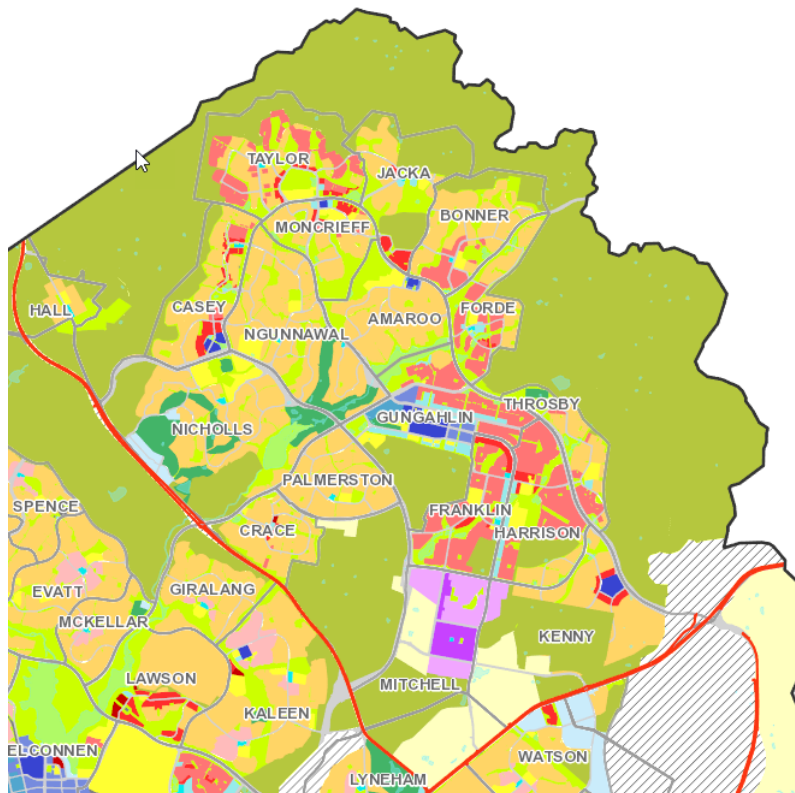 TAYLOR
JACKA
BONNER
MONCRIEFF
HALL
CASEY
AMAROO
FORDE
NGUNNAWAL
THROSBY
GUNGAHLIN
NICHOLLS
PALMERSTON
SPENCE
FRANKLIN
CRACE
HARRISON
EVATT
GIRALANG
MCKELLAR
KENNY
LAWSON
MITCHELL
KALEEN
ELCONNEN
WATSON
LYNEHAM